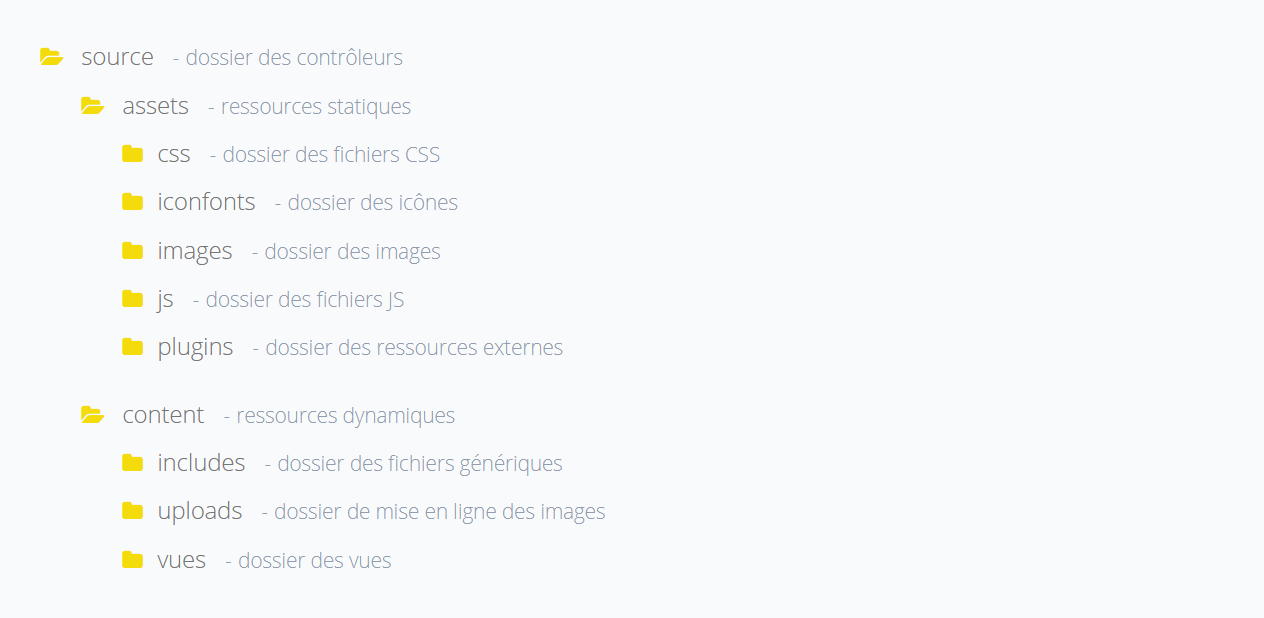 source - dossier des contrôleurs
assets - ressources statiques
css - dossier des fichiers CSS
iconfonts - dossier des icônes
images - dossier des images
js - dossier des fichiers JS
plugins - dossier des ressources externes
content - ressources dynamiques
includes - dossier des fichiers génériques
uploads - dossier de mise en ligne des images
vues - dossier des vues